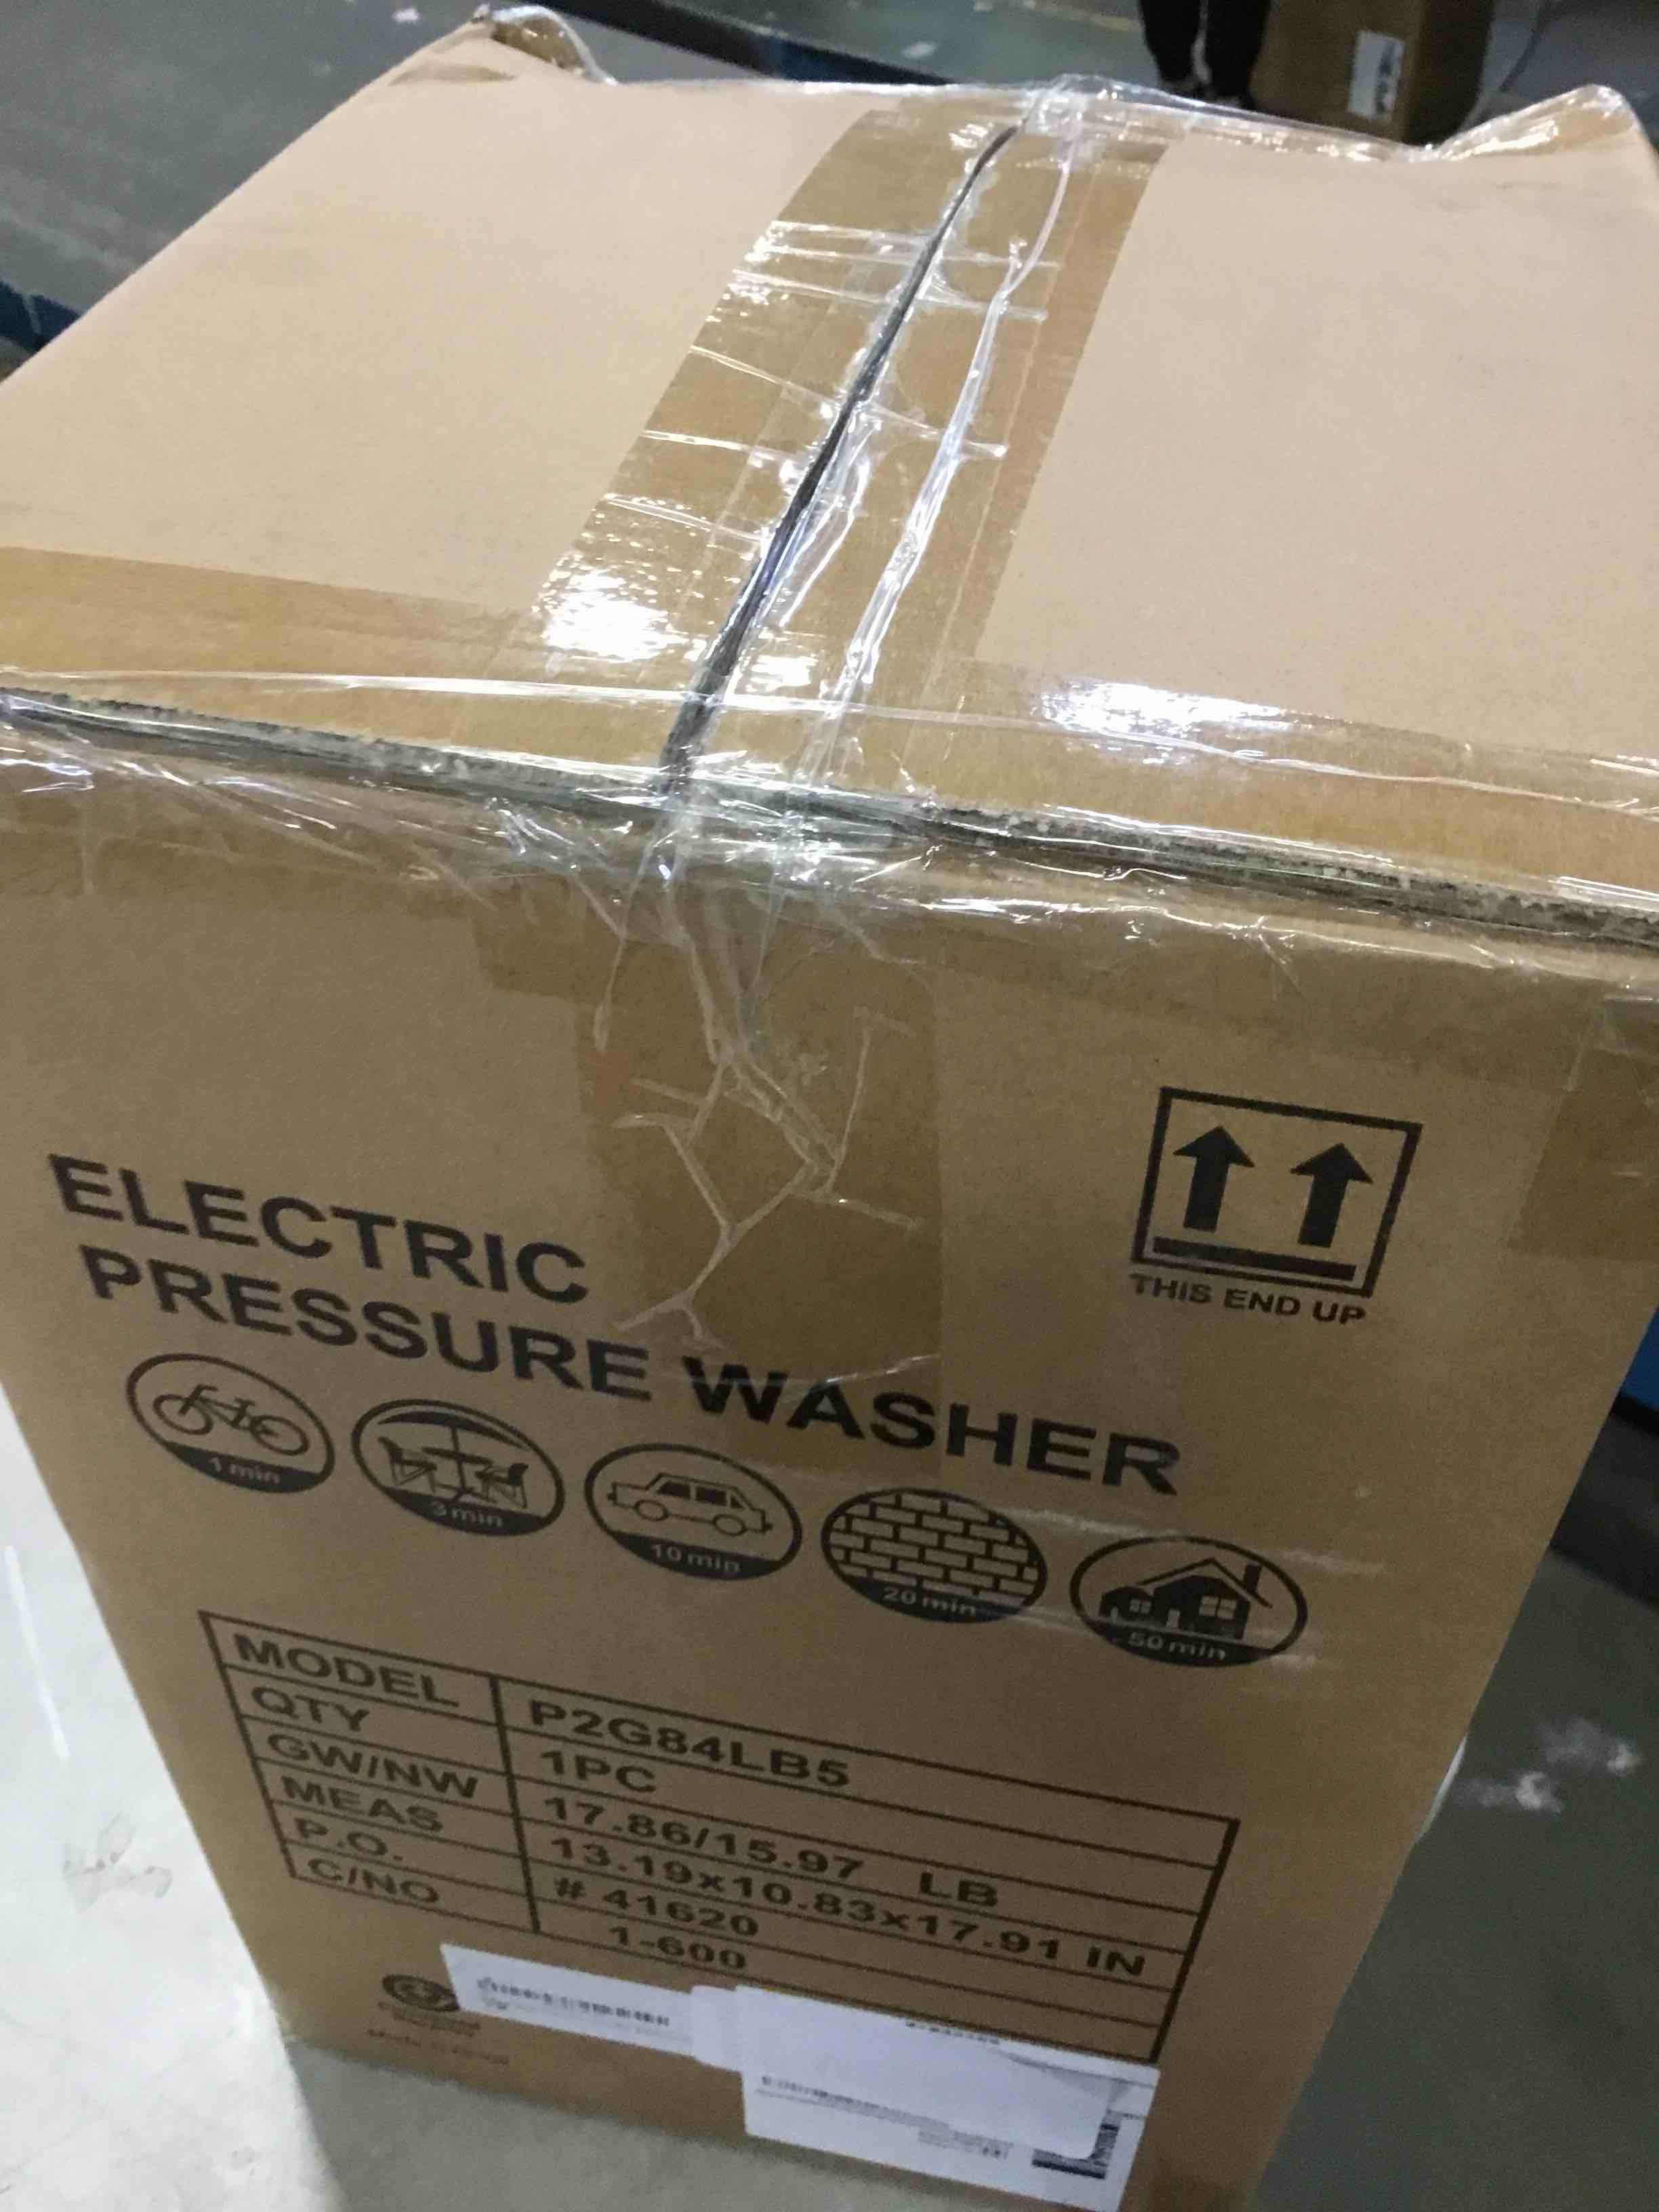 THIS END UP
ELECTRIC
PRESSURE WASHER
1 min
3 min
10 min
20 min
50 min
MODEL P2G84LB5
QTY 1PC
GW/NW 17.86/15.97 LB
MEAS 13.19x10.83x17.91 IN
P.O. # 41620
C/NO 1-600